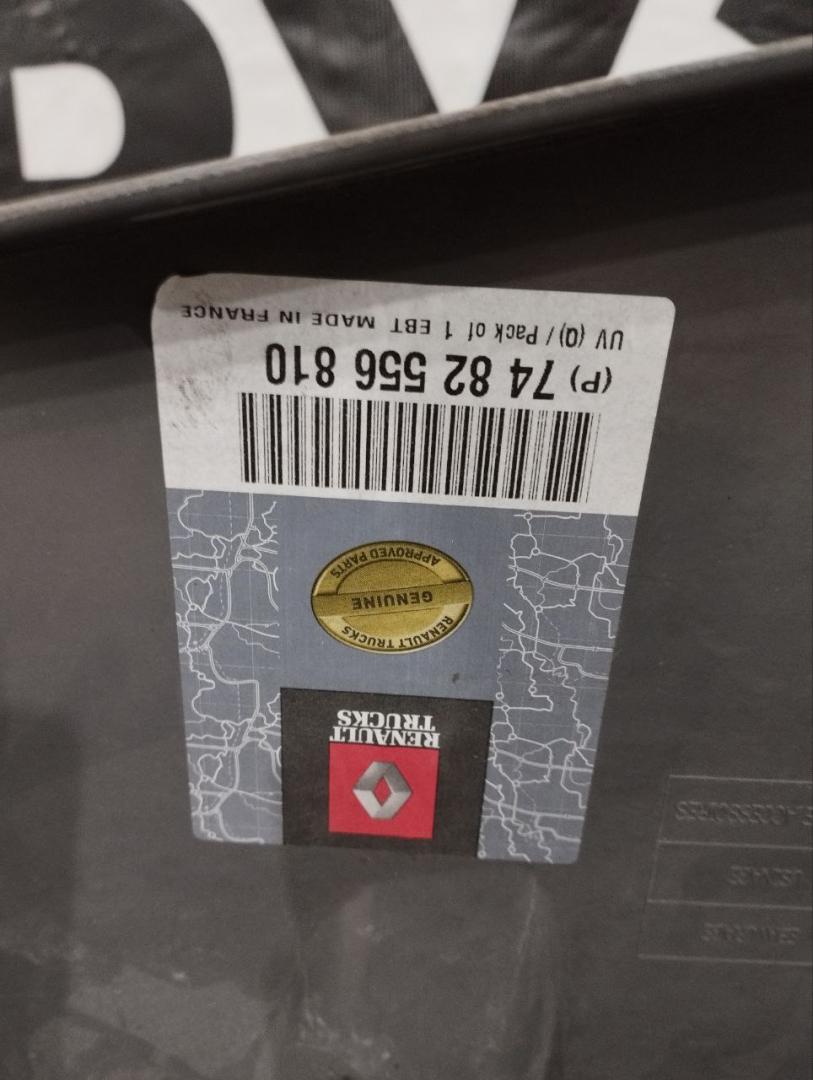 RENAULT
TRUCKS
RENAULT TRUCKS
GENUINE
APPROVED PARTS
(P) 74 82 556 810
UV (Q) / Pack of 1 EBT MADE IN FRANCE